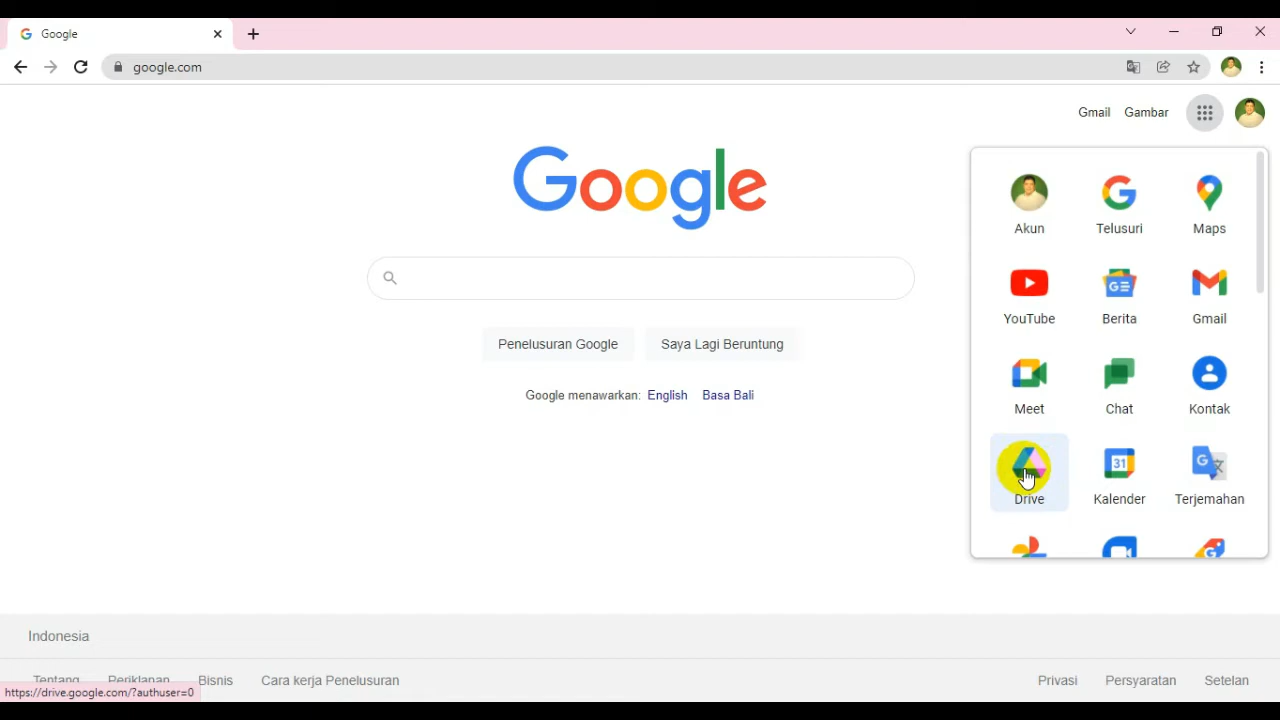 Google
google.com
Gmail Gambar
Google
Akun Telusuri Maps
YouTube Berita Gmail
Meet Chat Kontak
31
Drive Kalender Terjemahan
Penelusuran Google Saya Lagi Beruntung
Google menawarkan: English Basa Bali
Indonesia
Tentang Periklanan Bisnis Cara kerja Penelusuran Privasi Persyaratan Setelan
https://drive.google.com/?authuser=0